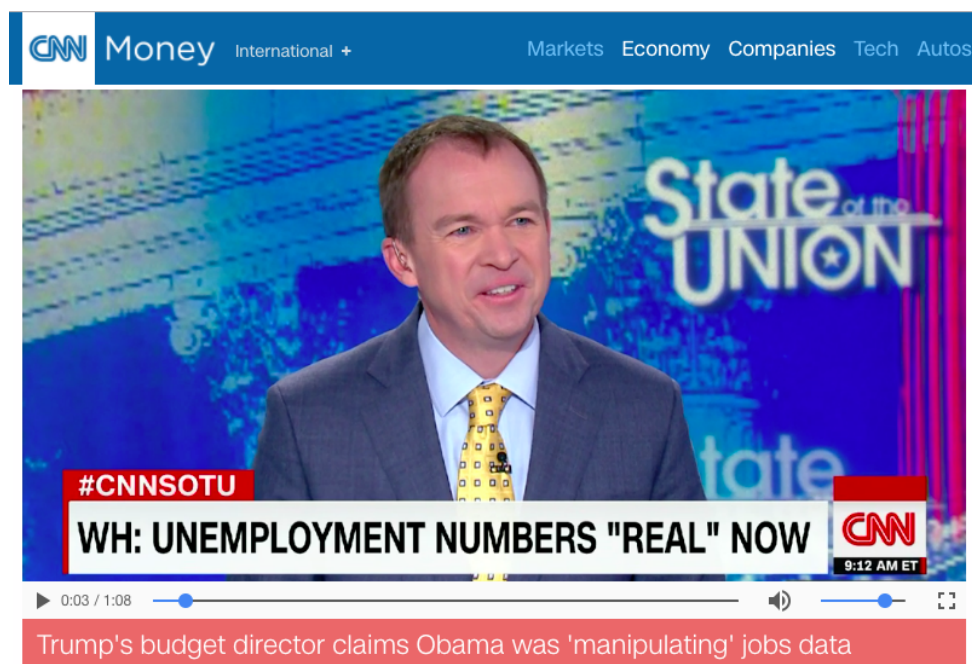 CNN Money International + Markets Economy Companies Tech Autos
State of the
UNION
tate
#CNNSOTU
WH: UNEMPLOYMENT NUMBERS "REAL" NOW
CNN
9:12 AM ET
0:03 / 1:08
Trump's budget director claims Obama was 'manipulating' jobs data